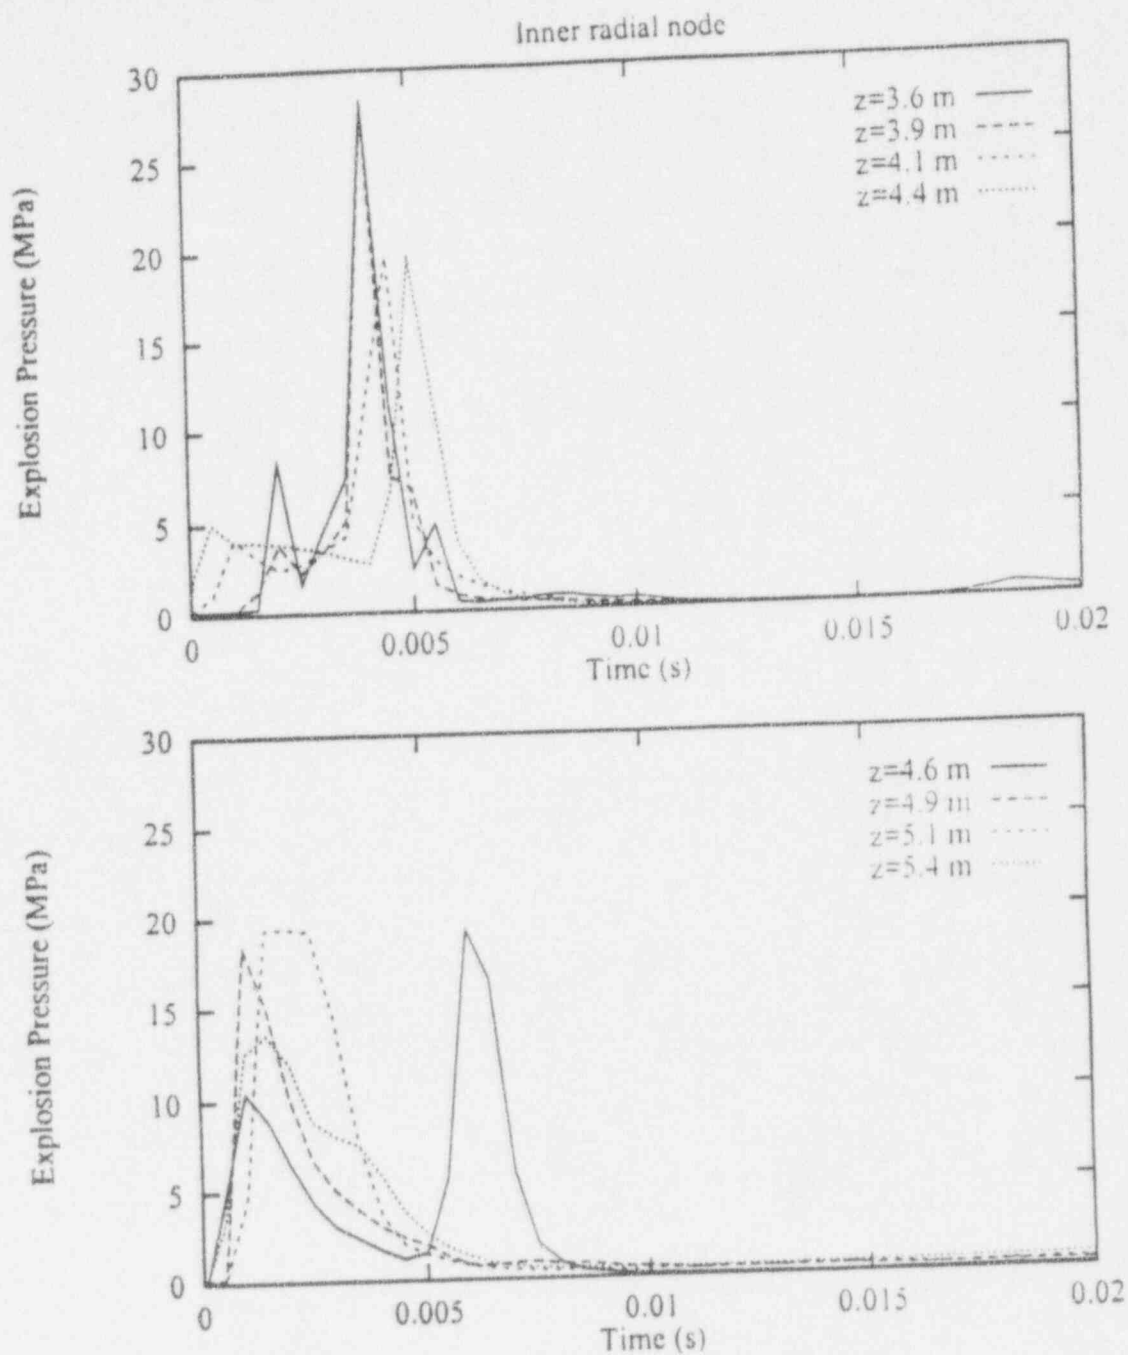 Inner radial node
30
25
20
15
10
5
0
Explosion Pressure (MPa)
z=3.6 m
z=3.9 m
z=4.1 m
z=4.4 m
0 0.005 0.01 0.015 0.02
Time (s)
30
25
20
15
10
5
0
Explosion Pressure (MPa)
z=4.6 m
z=4.9 m
z=5.1 m
z=5.4 m
0 0.005 0.01 0.015 0.02
Time (s)